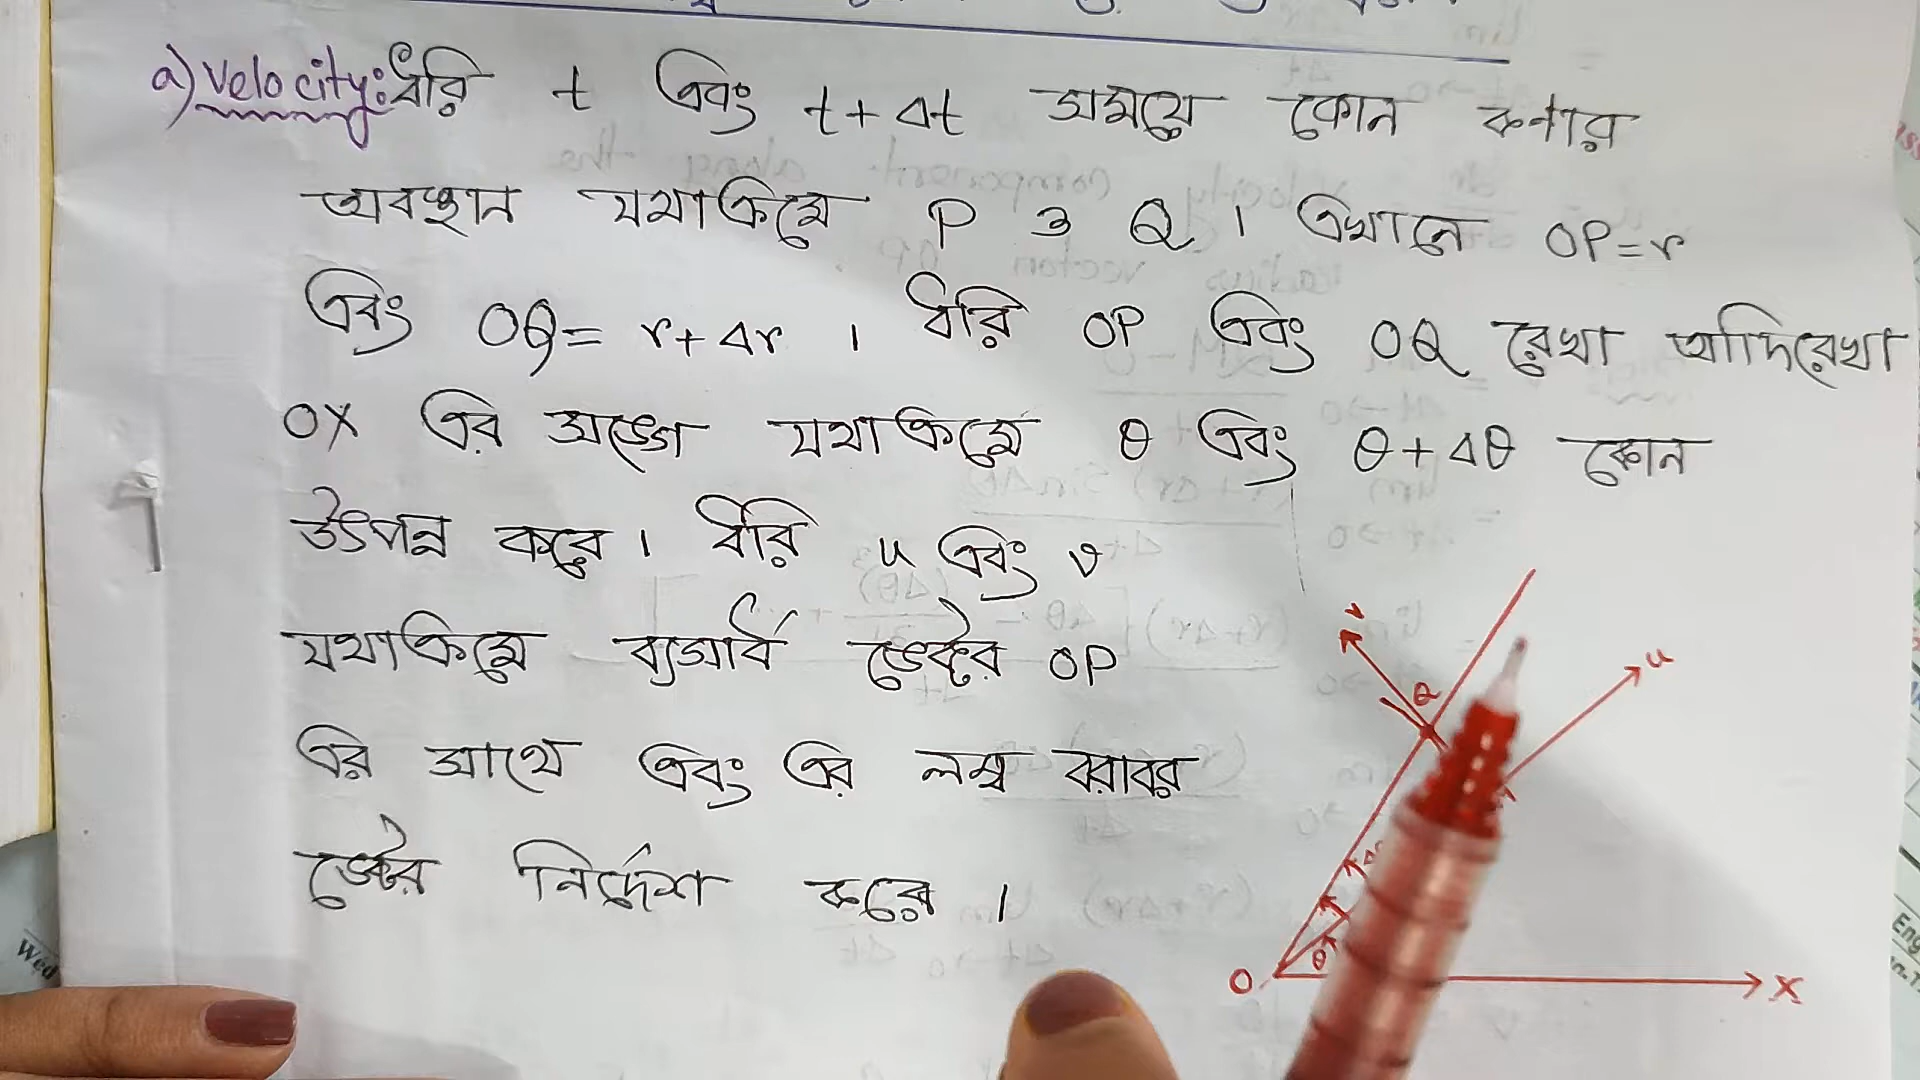 a) Velocity: ধরি t এবং t + Δt সময়ে কোন কণার
অবস্থান যথাক্রমে P ও Q । এখানে OP = r
এবং OQ = r + Δr । ধরি OP এবং OQ রেখা আদিরেখা
OX এর সঙ্গে যথাক্রমে θ এবং θ + Δθ কোন
উৎপন্ন করে । ধরি u এবং v
যথাক্রমে ব্যাসার্ধ ভেক্টর OP
এর সাথে এবং এর লম্ব বরাবর
ভেক্টর নির্দেশ করে ।
v
u
Q
θ
O
X
Wed
Eng